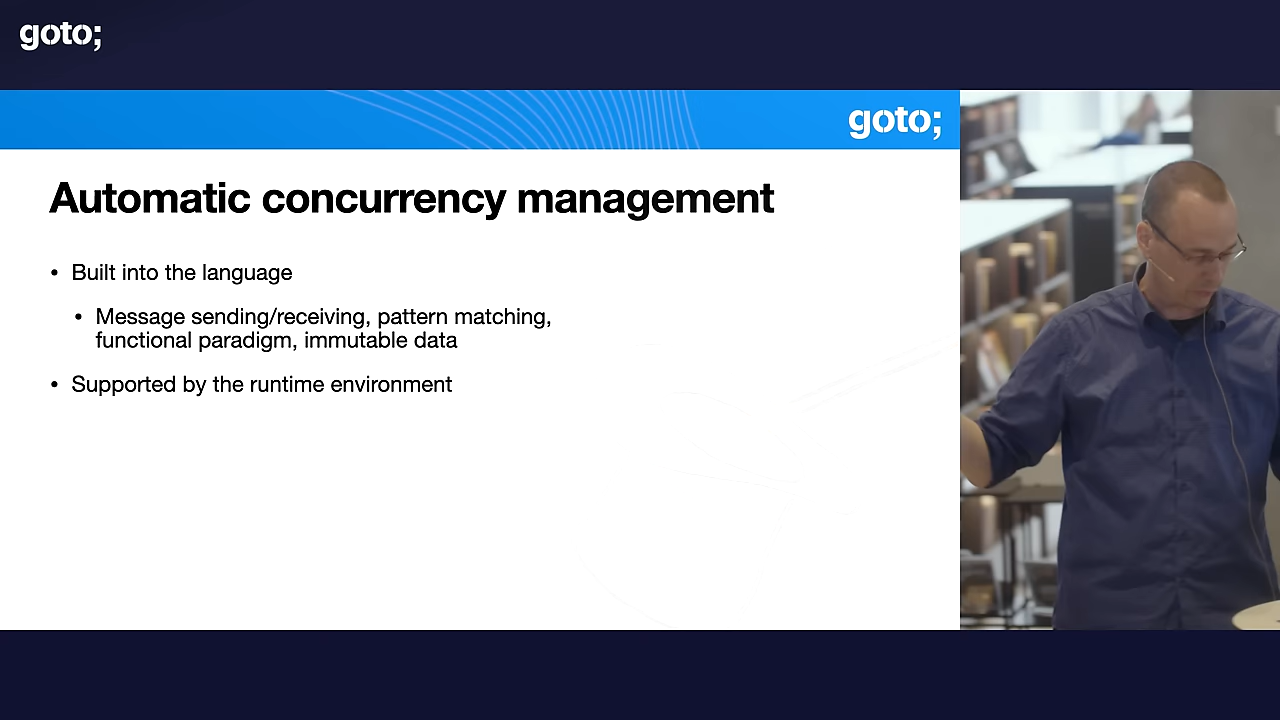 goto;
goto;
Automatic concurrency management
• Built into the language
• Message sending/receiving, pattern matching,
functional paradigm, immutable data
• Supported by the runtime environment